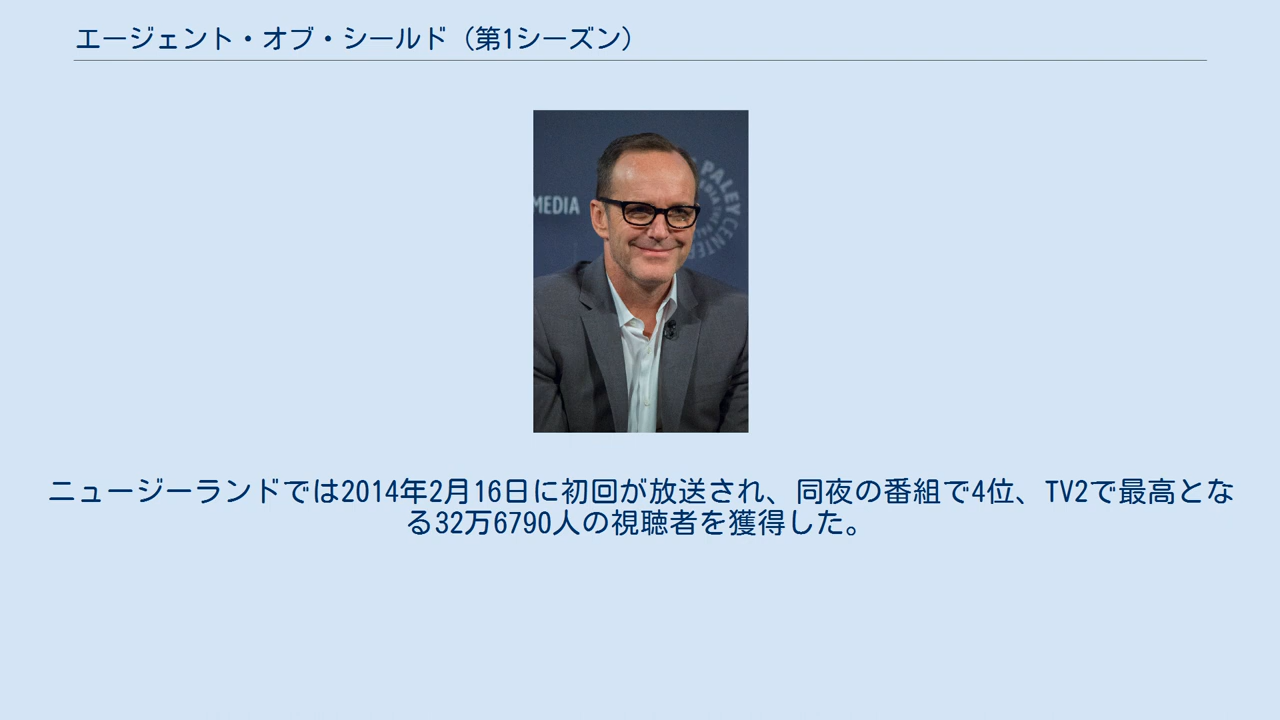 エージェント・オブ・シールド（第1シーズン）
MEDIA
PALEY CENTER
ニュージーランドでは2014年2月16日に初回が放送され、同夜の番組で4位、TV2で最高とな
る32万6790人の視聴者を獲得した。